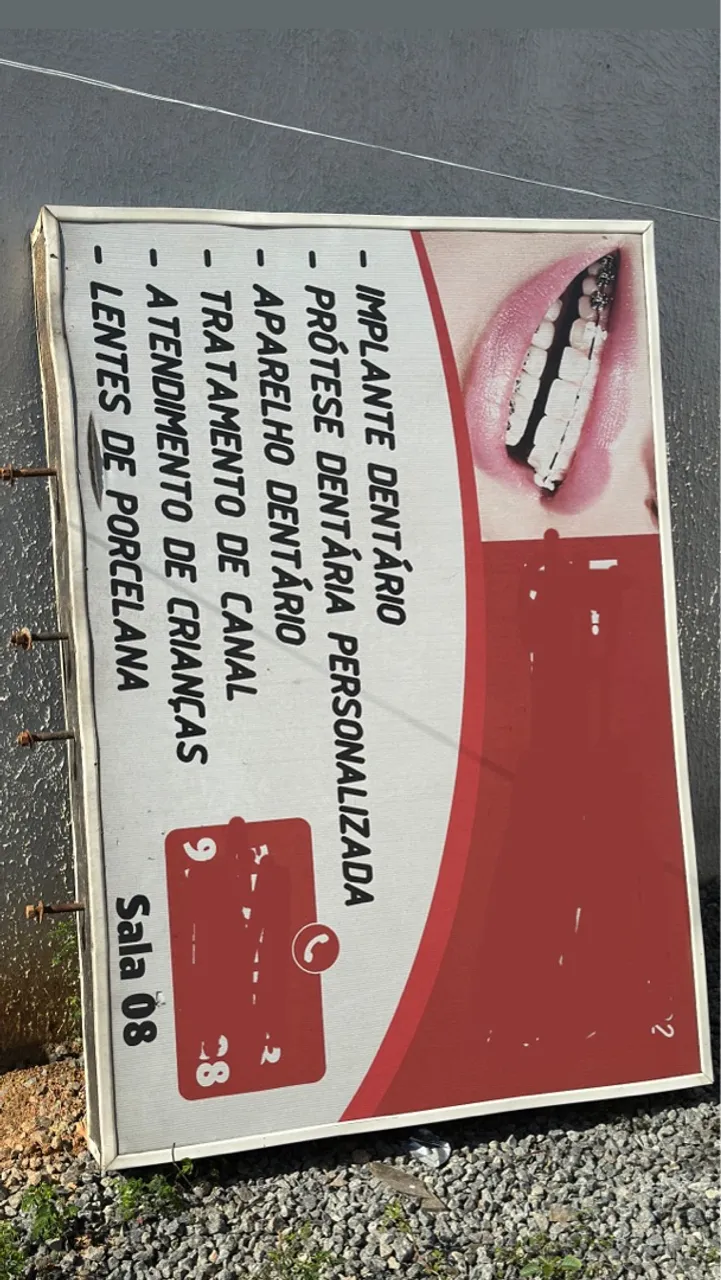 - IMPLANTE DENTÁRIO
- PRÓTESE DENTÁRIA PERSONALIZADA
- APARELHO DENTÁRIO
- TRATAMENTO DE CANAL
- ATENDIMENTO DE CRIANÇAS
- LENTES DE PORCELANA
Sala 08